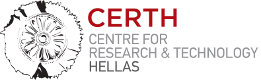 CERTH
CENTRE FOR
RESEARCH & TECHNOLOGY
HELLAS